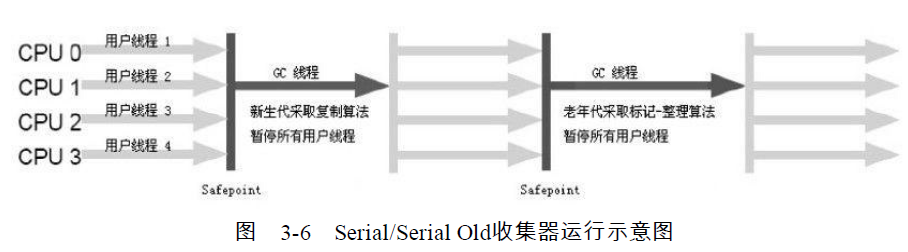 CPU 0 用户线程 1
CPU 1 用户线程 2
CPU 2 用户线程 3
CPU 3 用户线程 4
GC 线程
新生代采取复制算法
暂停所有用户线程
Safepoint
GC 线程
老年代采取标记-整理算法
暂停所有用户线程
Safepoint
图 3-6 Serial/Serial Old收集器运行示意图